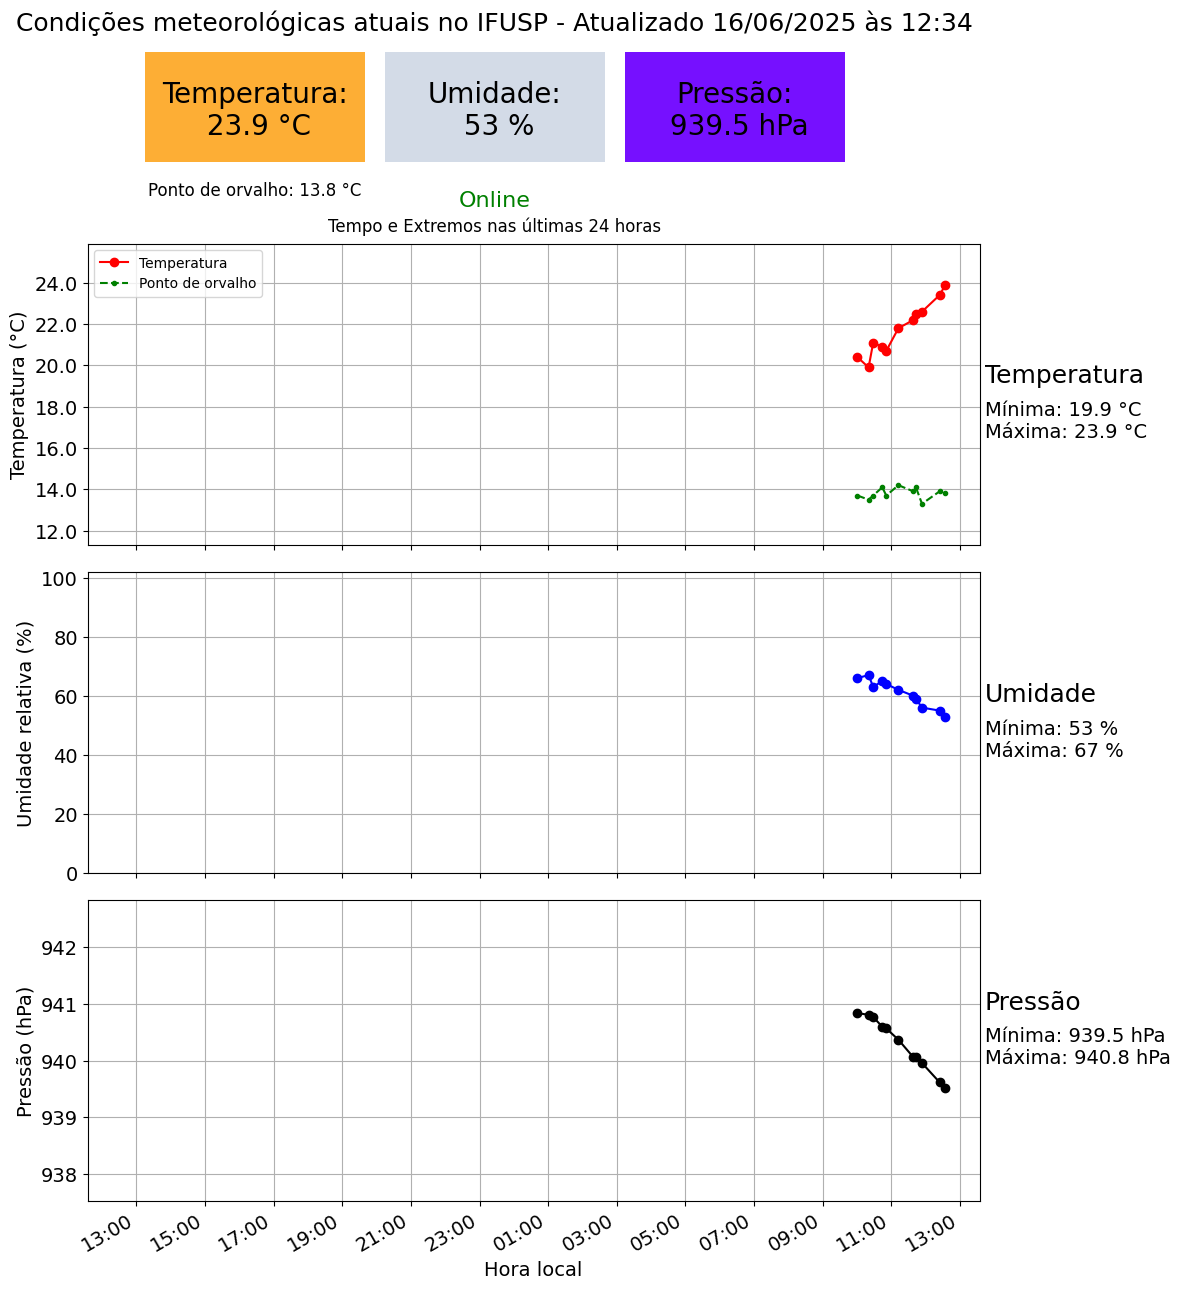 Condições meteorológicas atuais no IFUSP - Atualizado 16/06/2025 às 12:34
Temperatura:
23.9 °C
Umidade:
53 %
Pressão:
939.5 hPa
Ponto de orvalho: 13.8 °C
Online
Tempo e Extremos nas últimas 24 horas
Temperatura
Ponto de orvalho
24.0
22.0
20.0
18.0
16.0
14.0
12.0
Temperatura (°C)
Temperatura
Mínima: 19.9 °C
Máxima: 23.9 °C
100
80
60
40
20
0
Umidade relativa (%)
Umidade
Mínima: 53 %
Máxima: 67 %
942
941
940
939
938
Pressão (hPa)
Pressão
Mínima: 939.5 hPa
Máxima: 940.8 hPa
13:00
15:00
17:00
19:00
21:00
23:00
01:00
03:00
05:00
07:00
09:00
11:00
13:00
Hora local